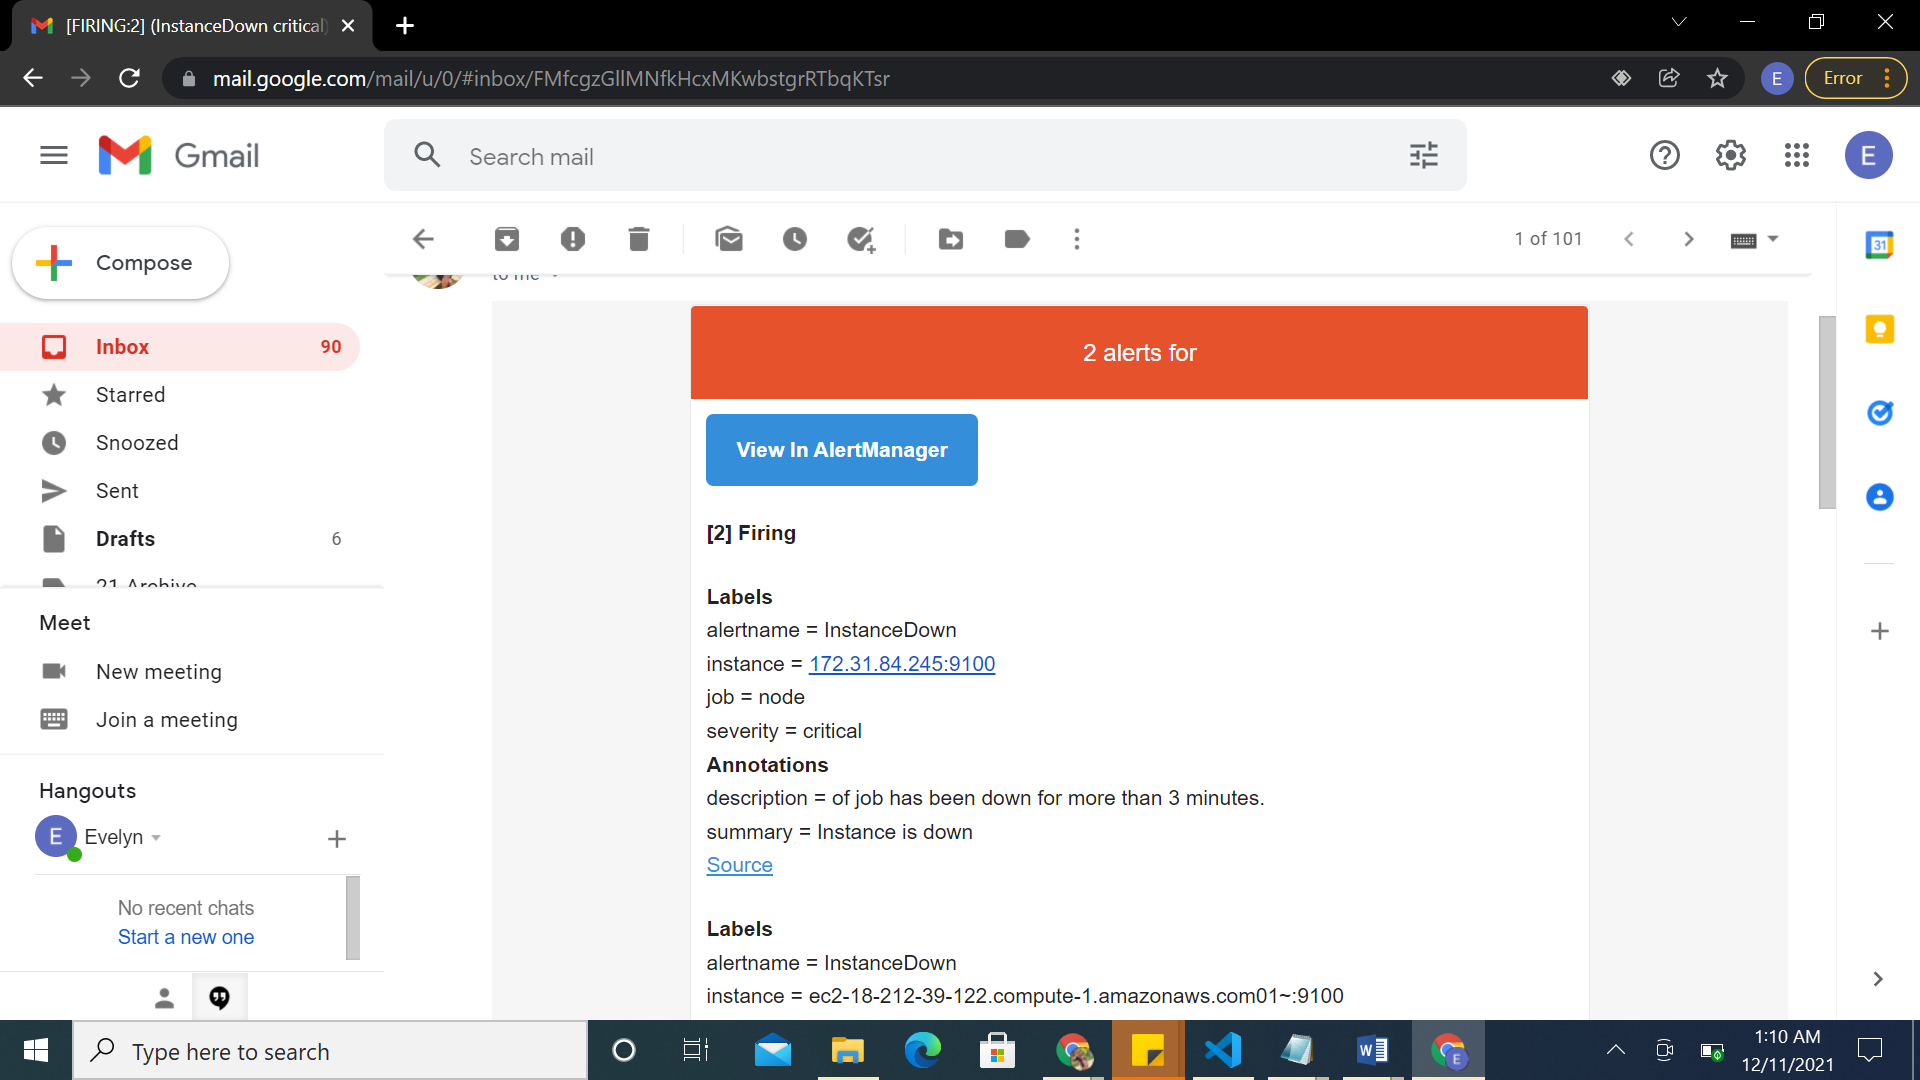 [FIRING:2] (InstanceDown critical)
mail.google.com/mail/u/0/#inbox/FMfcgzGllMNfkHcxMKwbstgrRTbqKTsr
E
Error
Gmail
Search mail
E
Compose
1 of 101
31
to me
Inbox 90
Starred
Snoozed
Sent
Drafts 6
21 Archive
Meet
New meeting
Join a meeting
Hangouts
E Evelyn
No recent chats
Start a new one
2 alerts for
View In AlertManager
[2] Firing
Labels
alertname = InstanceDown
instance = 172.31.84.245:9100
job = node
severity = critical
Annotations
description = of job has been down for more than 3 minutes.
summary = Instance is down
Source
Labels
alertname = InstanceDown
instance = ec2-18-212-39-122.compute-1.amazonaws.com01~:9100
Type here to search
W
E
1:10 AM
12/11/2021